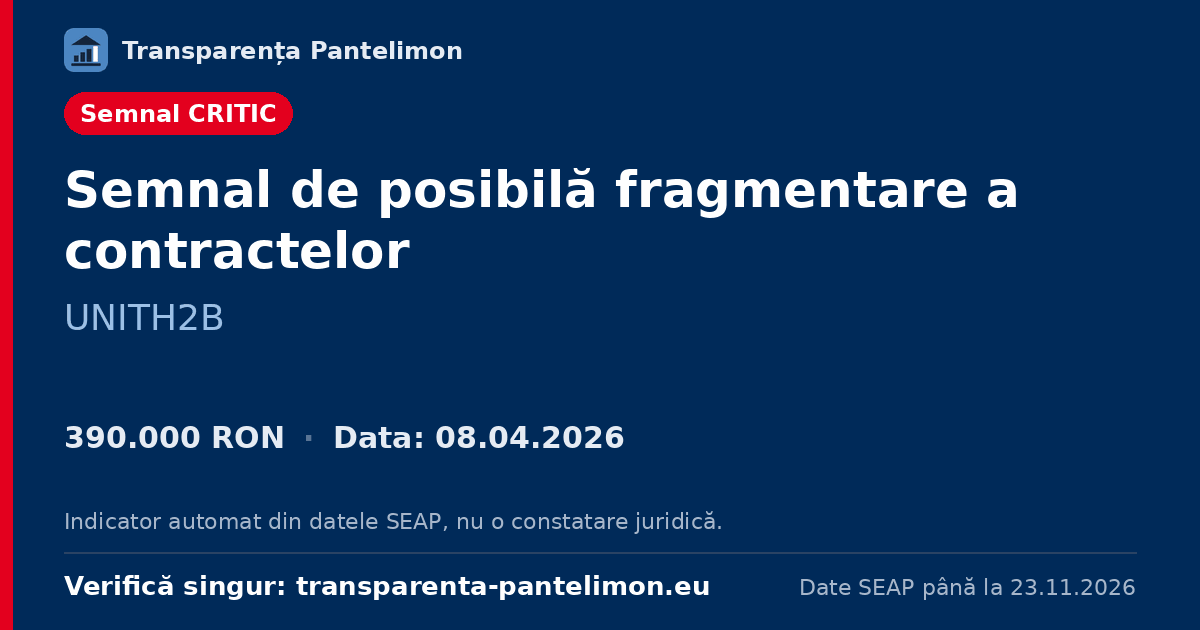 Transparența Pantelimon
Semnal CRITIC
Semnal de posibilă fragmentare a
contractelor
UNITH2B
390.000 RON · Data: 08.04.2026
Indicator automat din datele SEAP, nu o constatare juridică.
Verifică singur: transparenta-pantelimon.eu
Date SEAP până la 23.11.2026